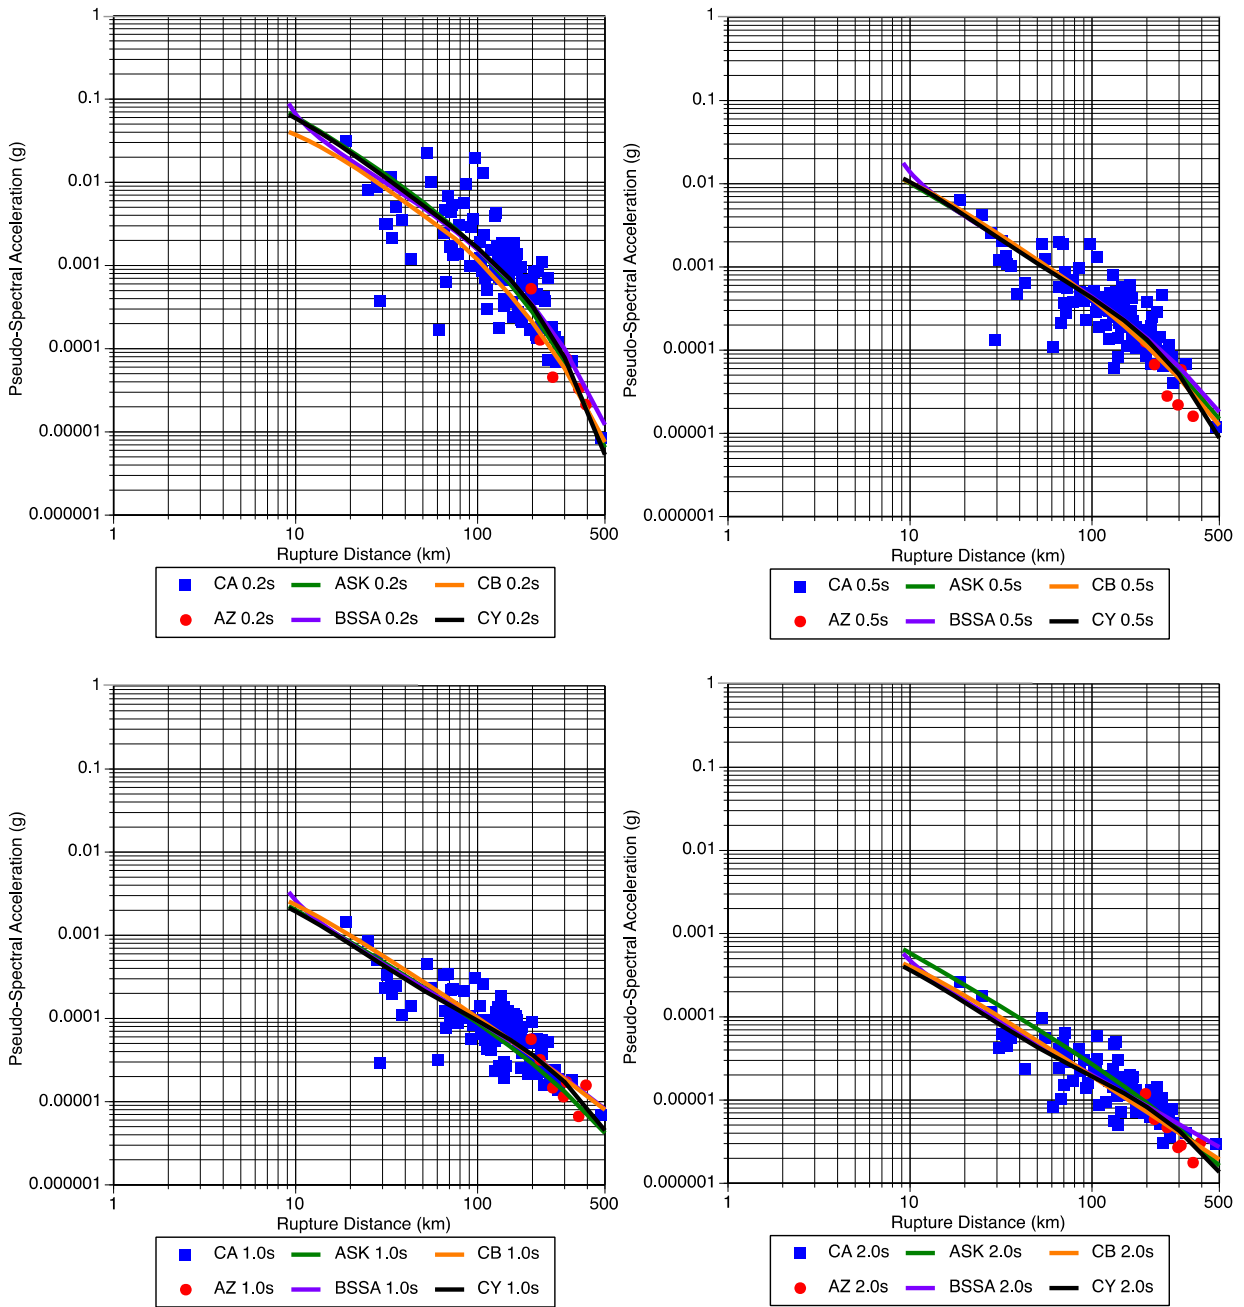 1
0.1
0.01
0.001
0.0001
0.00001
0.000001
Pseudo-Spectral Acceleration (g)
1 10 100 500
Rupture Distance (km)
CA 0.2s ASK 0.2s CB 0.2s
AZ 0.2s BSSA 0.2s CY 0.2s
1
0.1
0.01
0.001
0.0001
0.00001
0.000001
Pseudo-Spectral Acceleration (g)
1 10 100 500
Rupture Distance (km)
CA 0.5s ASK 0.5s CB 0.5s
AZ 0.5s BSSA 0.5s CY 0.5s
1
0.1
0.01
0.001
0.0001
0.00001
0.000001
Pseudo-Spectral Acceleration (g)
1 10 100 500
Rupture Distance (km)
CA 1.0s ASK 1.0s CB 1.0s
AZ 1.0s BSSA 1.0s CY 1.0s
1
0.1
0.01
0.001
0.0001
0.00001
0.000001
Pseudo-Spectral Acceleration (g)
1 10 100 500
Rupture Distance (km)
CA 2.0s ASK 2.0s CB 2.0s
AZ 2.0s BSSA 2.0s CY 2.0s